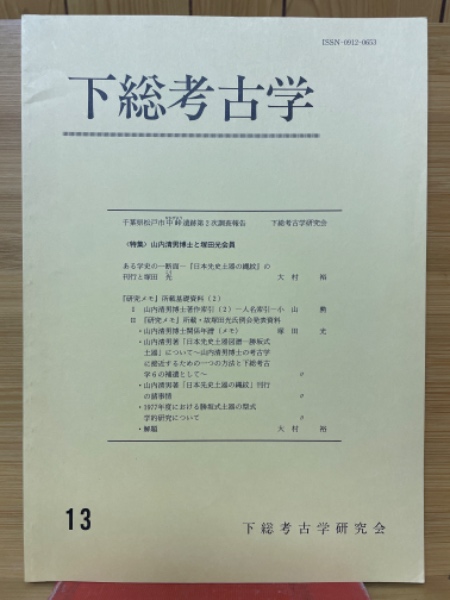 ISSN-0912-0653
下総考古学
千葉県松戸市中峠遺跡第2次調査報告 下総考古学研究会
〈特集〉山内清男博士と塚田光会員
ある学史の一断面－『日本先史土器の縄紋』の
刊行と塚田 光 大村 裕
『研究メモ』所載基礎資料（2）
Ⅰ 山内清男博士著作索引（2）－人名索引－小山 勲
Ⅱ 『研究メモ』所載・故塚田光氏例会発表資料
・山内清男博士関係年譜（メモ） 塚田 光
・山内清男著「日本先史土器図譜－勝坂式
土器」について～山内清男博士の考古学
に接近するための一つの方法と下総考古
学6の補遺として～ 〃
・山内清男著「日本先史土器の縄紋」刊行
の諸事情 〃
・1977年度における勝坂式土器の型式
学的研究について 〃
・解題 大村 裕
13
下総考古学研究会